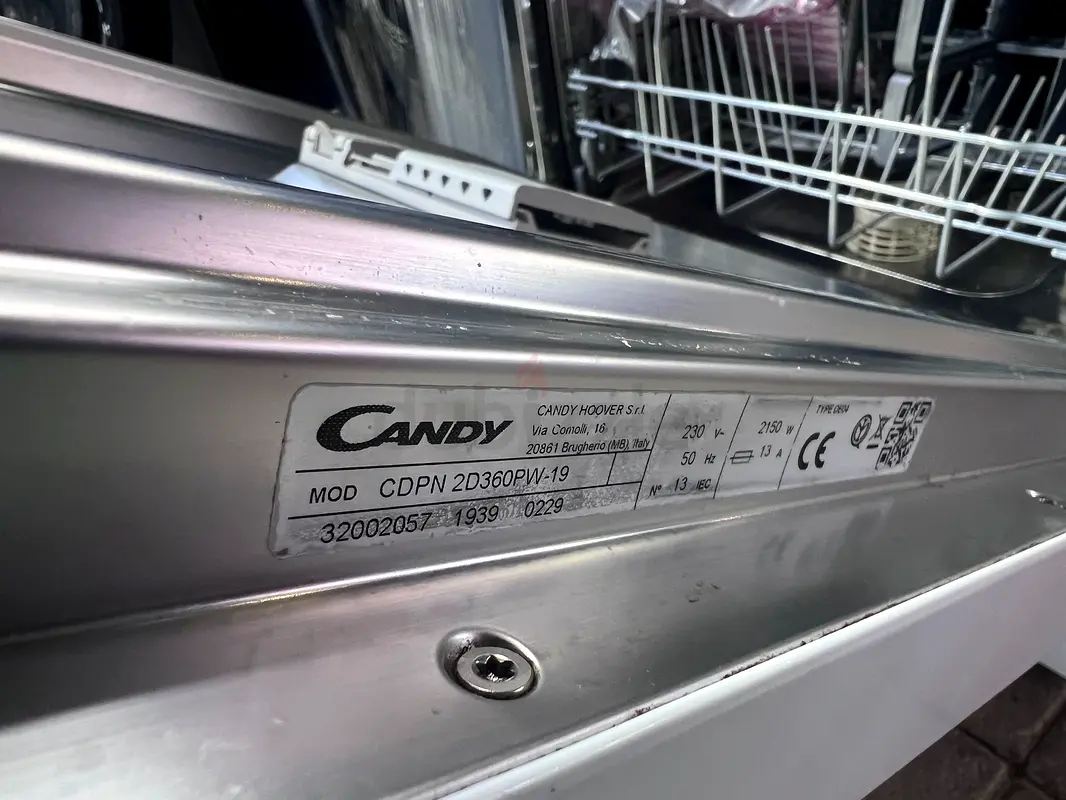 CANDY
CANDY HOOVER S.r.l.
Via Comolli, 16
20861 Brugherio (MB), Italy
MOD CDPN 2D360PW-19
32002057 1939 0229
230 V~
50 Hz
Nº 13 IEC
2150 W
13 A
TYPE
CE